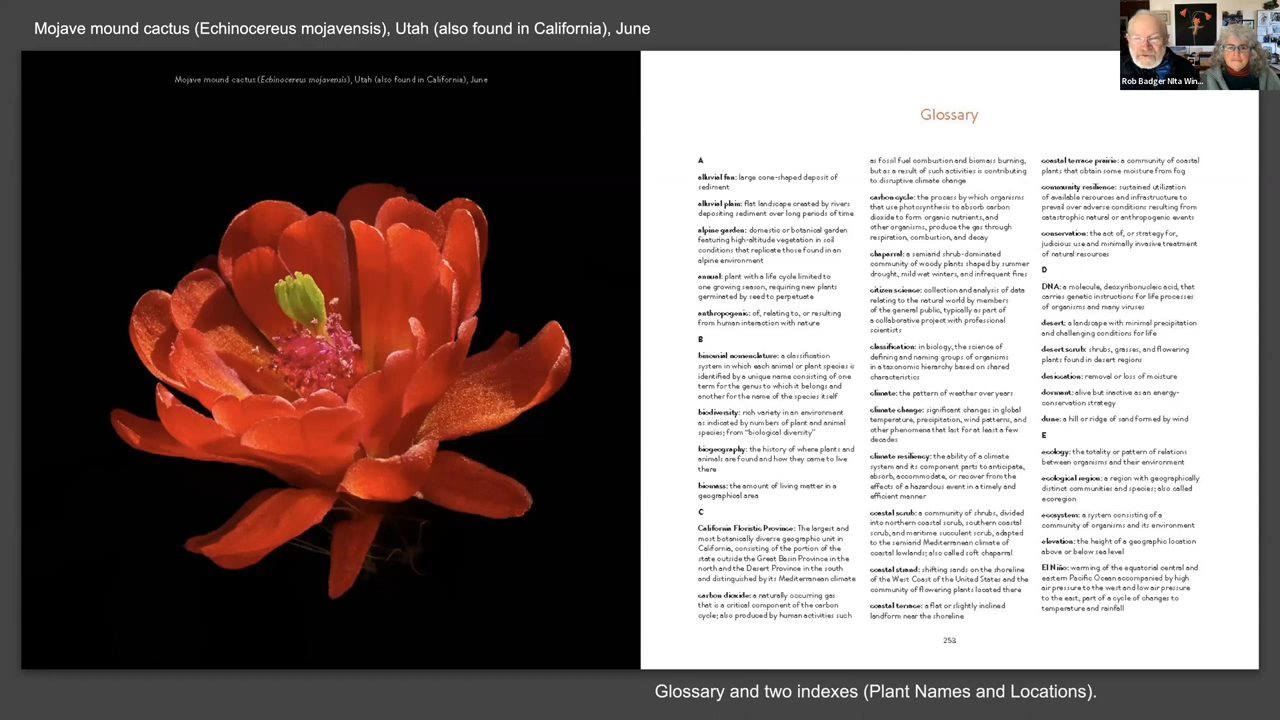 Mojave mound cactus (Echinocereus mojavensis), Utah (also found in California), June
Rob Badger NIta Win...
Mojave mound cactus (Echinocereus mojavensis), Utah (also found in California), June
Glossary
A
alluvial fan: large cone-shaped deposit of
sediment
alluvial plain: flat landscape created by rivers
depositing sediment over long periods of time
alpine garden: domestic or botanical garden
featuring high-altitude vegetation in soil
conditions that replicate those found in an
alpine environment
annual: plant with a life cycle limited to
one growing season, requiring new plants
germinated by seed to perpetuate
anthropogenic: of, relating to, or resulting
from human interaction with nature
B
binomial nomenclature: a classification
system in which each animal or plant species is
identified by a unique name consisting of one
term for the genus to which it belongs and
another for the name of the species itself
biodiversity: rich variety in an environment
as indicated by numbers of plant and animal
species; from "biological diversity"
biogeography: the history of where plants and
animals are found and how they came to live
there
biomass: the amount of living matter in a
geographical area
C
California Floristic Province: The largest and
most botanically diverse geographic unit in
California, consisting of the portion of the
state outside the Great Basin Province in the
north and the Desert Province in the south
and distinguished by its Mediterranean climate
carbon dioxide: a naturally occurring gas
that is a critical component of the carbon
cycle; also produced by human activities such
as fossil fuel combustion and biomass burning,
but as a result of such activities is contributing
to disruptive climate change
carbon cycle: the process by which organisms
that use photosynthesis to absorb carbon
dioxide to form organic nutrients, and
other organisms, produce the gas through
respiration, combustion, and decay
chaparral: a semiarid shrub-dominated
community of woody plants shaped by summer
drought, mild wet winters, and infrequent fires
citizen science: collection and analysis of data
relating to the natural world by members
of the general public, typically as part of
a collaborative project with professional
scientists
classification: in biology, the science of
defining and naming groups of organisms
in a taxonomic hierarchy based on shared
characteristics
climate: the pattern of weather over years
climate change: significant changes in global
temperature, precipitation, wind patterns, and
other phenomena that last for at least a few
decades
climate resiliency: the ability of a climate
system and its component parts to anticipate,
absorb, accommodate, or recover from the
effects of a hazardous event in a timely and
efficient manner
coastal scrub: a community of shrubs, divided
into northern coastal scrub, southern coastal
scrub, and maritime succulent scrub, adapted
to the semiarid Mediterranean climate of
coastal lowlands; also called soft chaparral
coastal strand: shifting sands on the shoreline
of the West Coast of the United States and the
community of flowering plants located there
coastal terrace: a flat or slightly inclined
landform near the shoreline
coastal terrace prairie: a community of coastal
plants that obtain some moisture from fog
community resilience: sustained utilization
of available resources and infrastructure to
prevail over adverse conditions resulting from
catastrophic natural or anthropogenic events
conservation: the act of, or strategy for,
judicious use and minimally invasive treatment
of natural resources
D
DNA: a molecule, deoxyribonucleic acid, that
carries genetic instructions for life processes
of organisms and many viruses
desert: a landscape with minimal precipitation
and challenging conditions for life
desert scrub: shrubs, grasses, and flowering
plants found in desert regions
desiccation: removal or loss of moisture
dormant: alive but inactive as an energy-
conservation strategy
dune: a hill or ridge of sand formed by wind
E
ecology: the totality or pattern of relations
between organisms and their environment
ecological region: a region with geographically
distinct communities and species; also called
ecoregion
ecosystem: a system consisting of a
community of organisms and its environment
elevation: the height of a geographic location
above or below sea level
El Niño: warming of the equatorial central and
eastern Pacific Ocean accompanied by high
air pressure to the west and low air pressure
to the east, part of a cycle of changes to
temperature and rainfall
253
Glossary and two indexes (Plant Names and Locations).